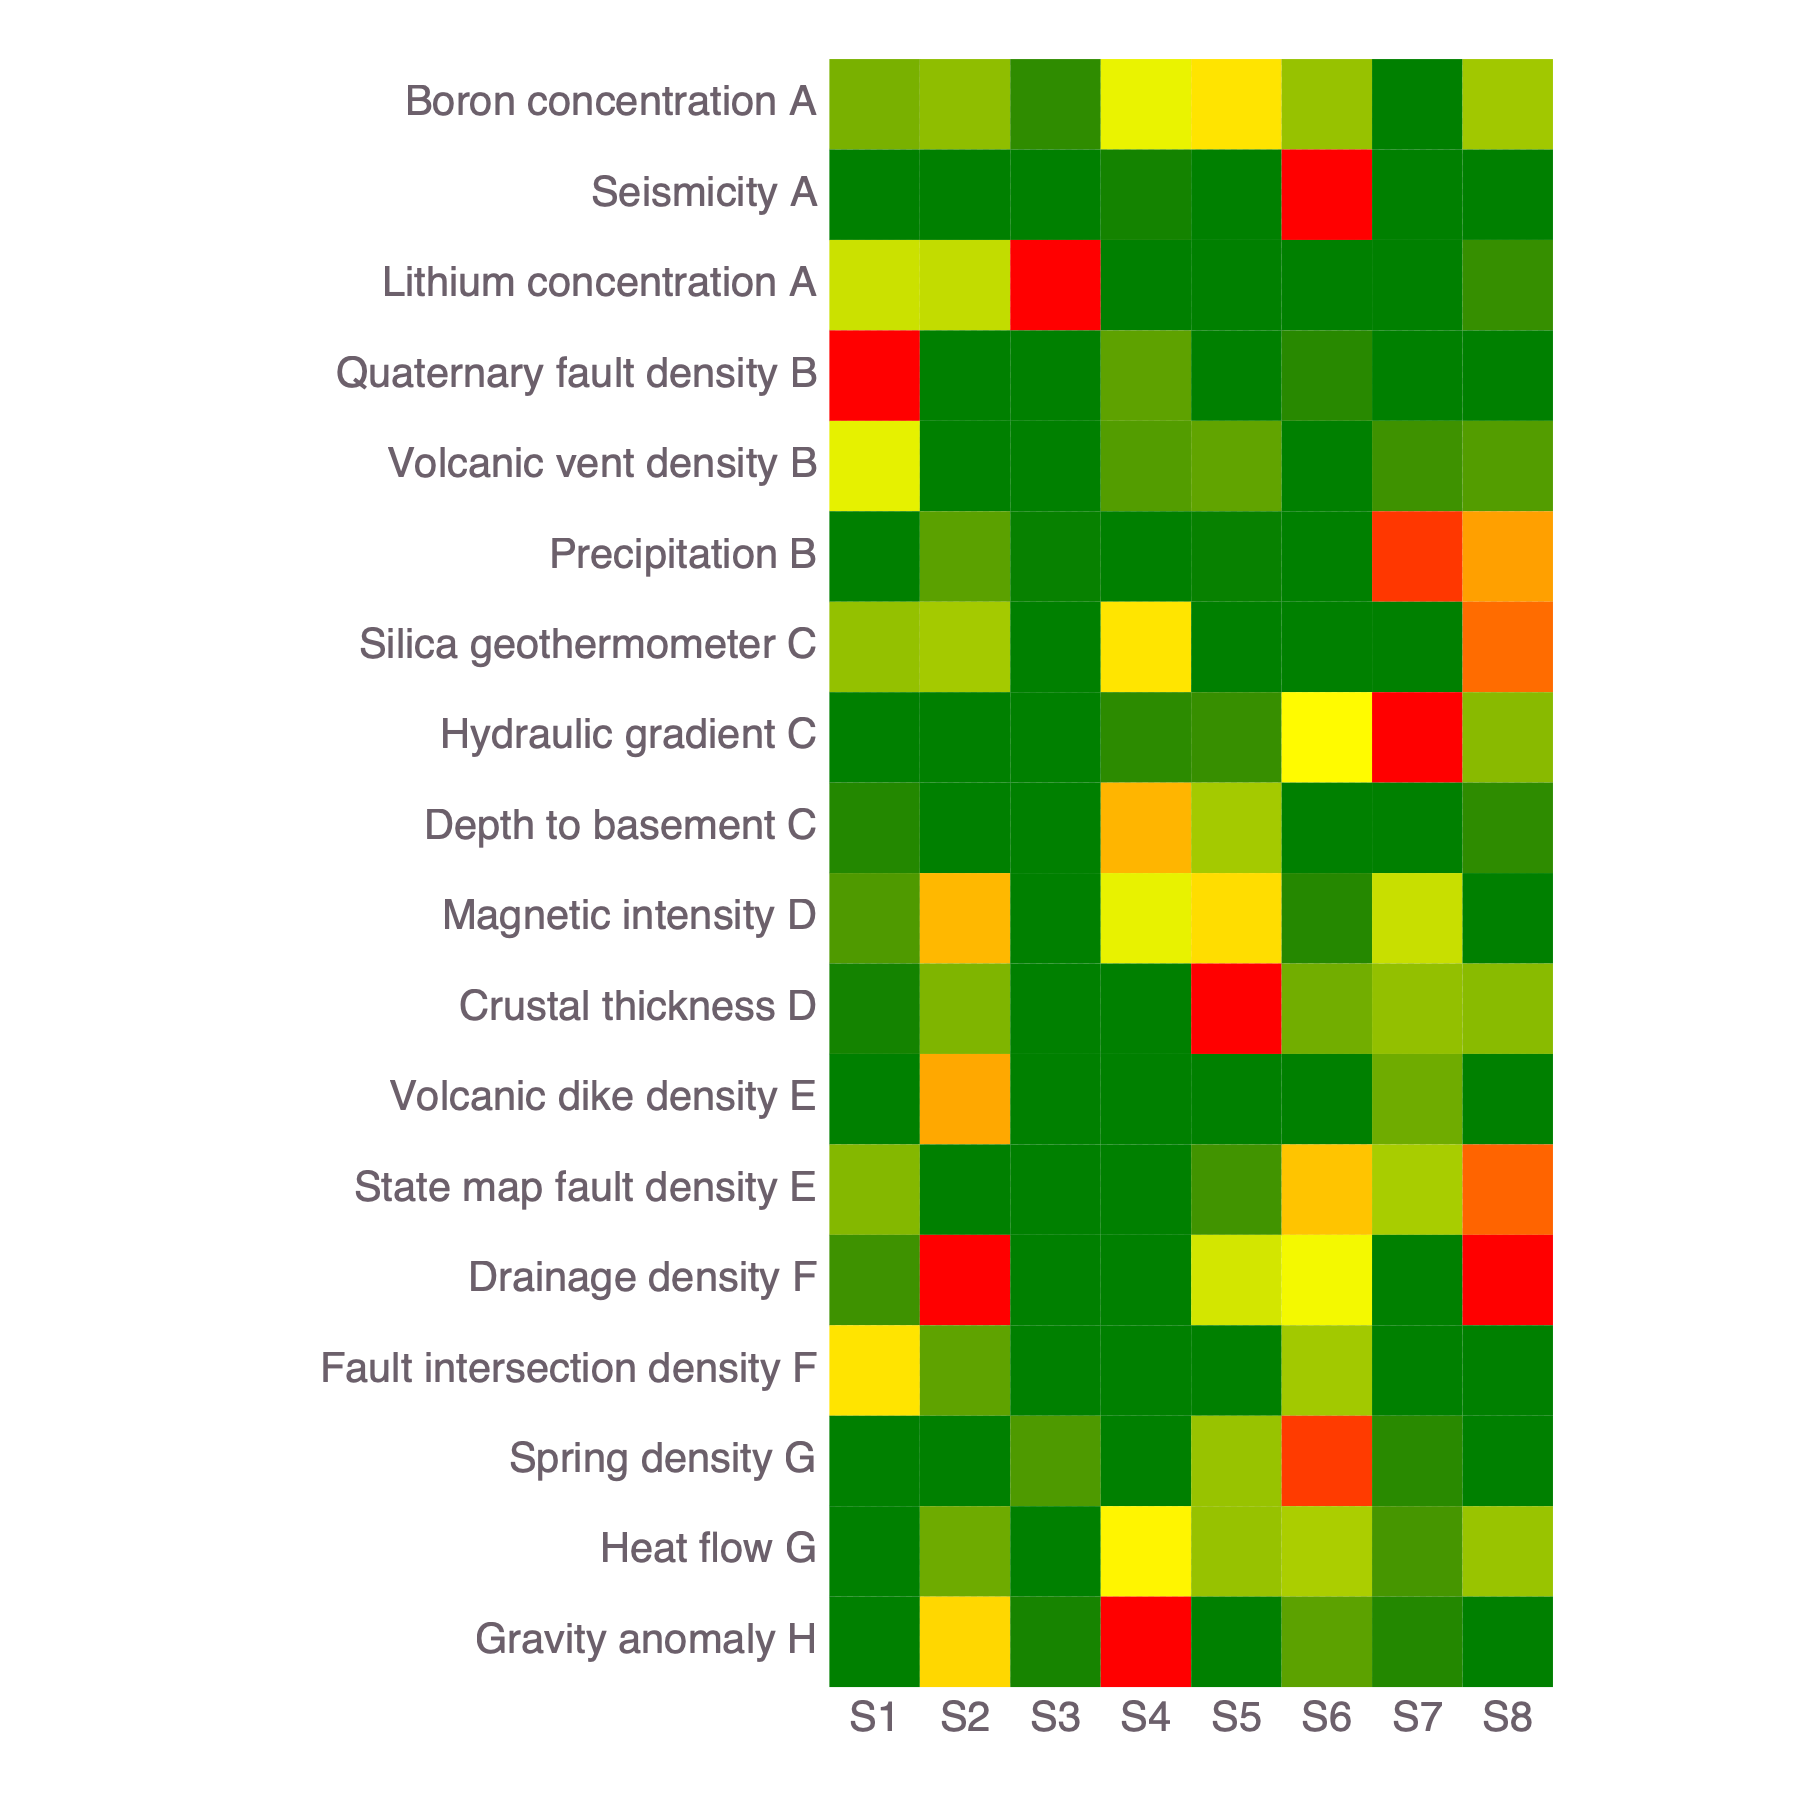 Boron concentration A
Seismicity A
Lithium concentration A
Quaternary fault density B
Volcanic vent density B
Precipitation B
Silica geothermometer C
Hydraulic gradient C
Depth to basement C
Magnetic intensity D
Crustal thickness D
Volcanic dike density E
State map fault density E
Drainage density F
Fault intersection density F
Spring density G
Heat flow G
Gravity anomaly H
S1 S2 S3 S4 S5 S6 S7 S8